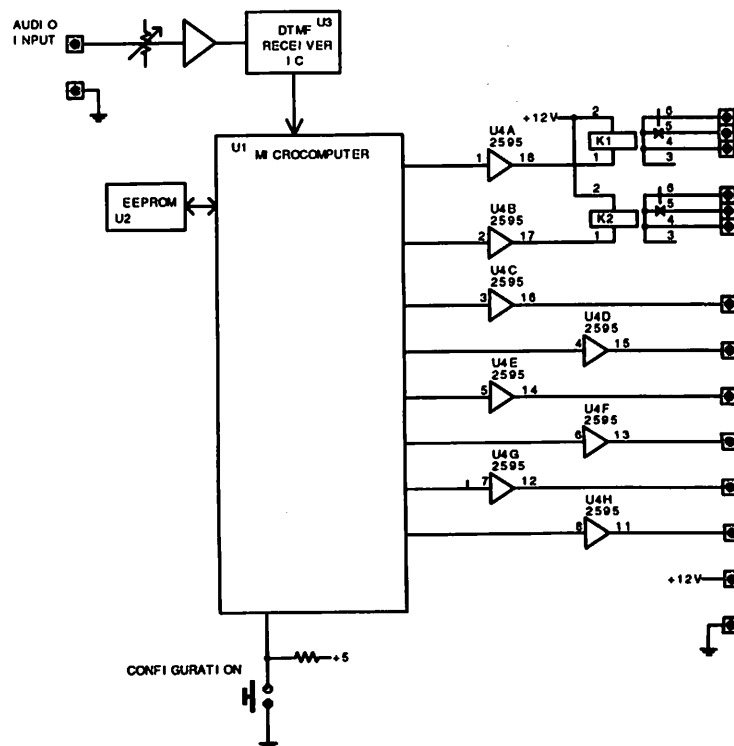 AUDIO
INPUT
U3
DTMF
RECEIVER
IC
U1
MICROCOMPUTER
EEPROM
U2
+12V
2
K1
1
6
5
4
3
2
K2
1
6
5
4
3
U4A
2595
1
18
U4B
2595
2
17
U4C
2595
3
16
U4D
2595
4
15
U4E
2595
5
14
U4F
2595
6
13
U4G
2595
7
12
U4H
2595
8
11
+12V
+5
CONFIGURATION